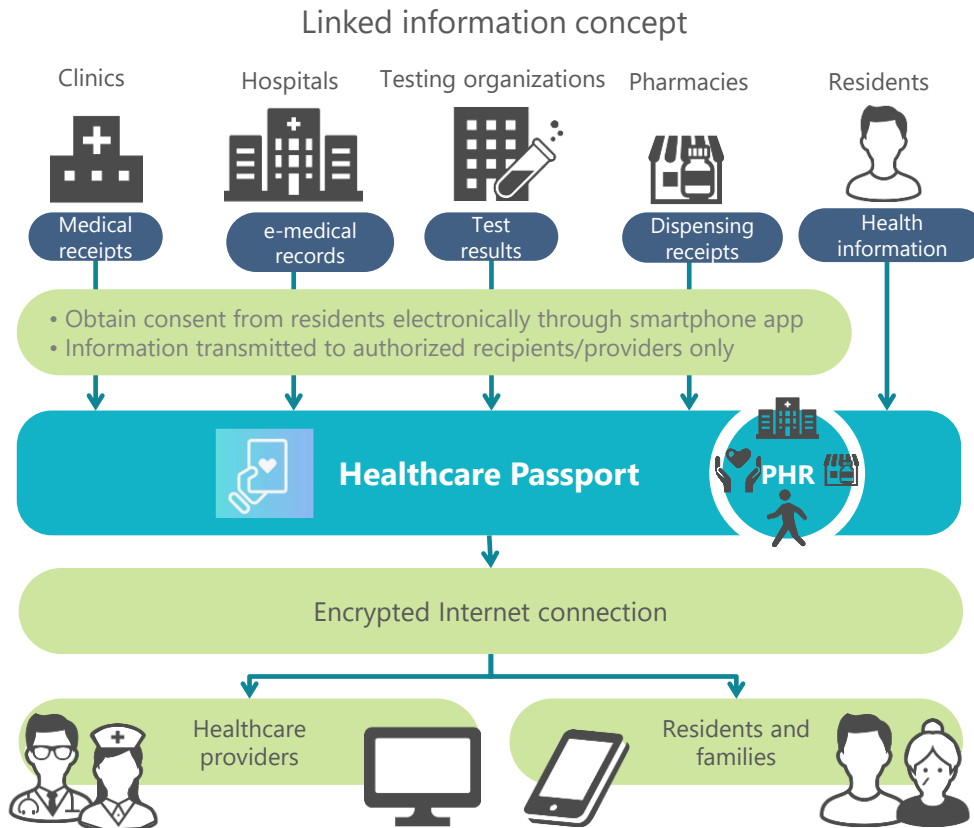 Linked information concept
Clinics
Hospitals
Testing organizations
Pharmacies
Residents
Medical
receipts
e-medical
records
Test
results
Dispensing
receipts
Health
information
• Obtain consent from residents electronically through smartphone app
• Information transmitted to authorized recipients/providers only
Healthcare Passport
PHR
Encrypted Internet connection
Healthcare
providers
Residents and
families